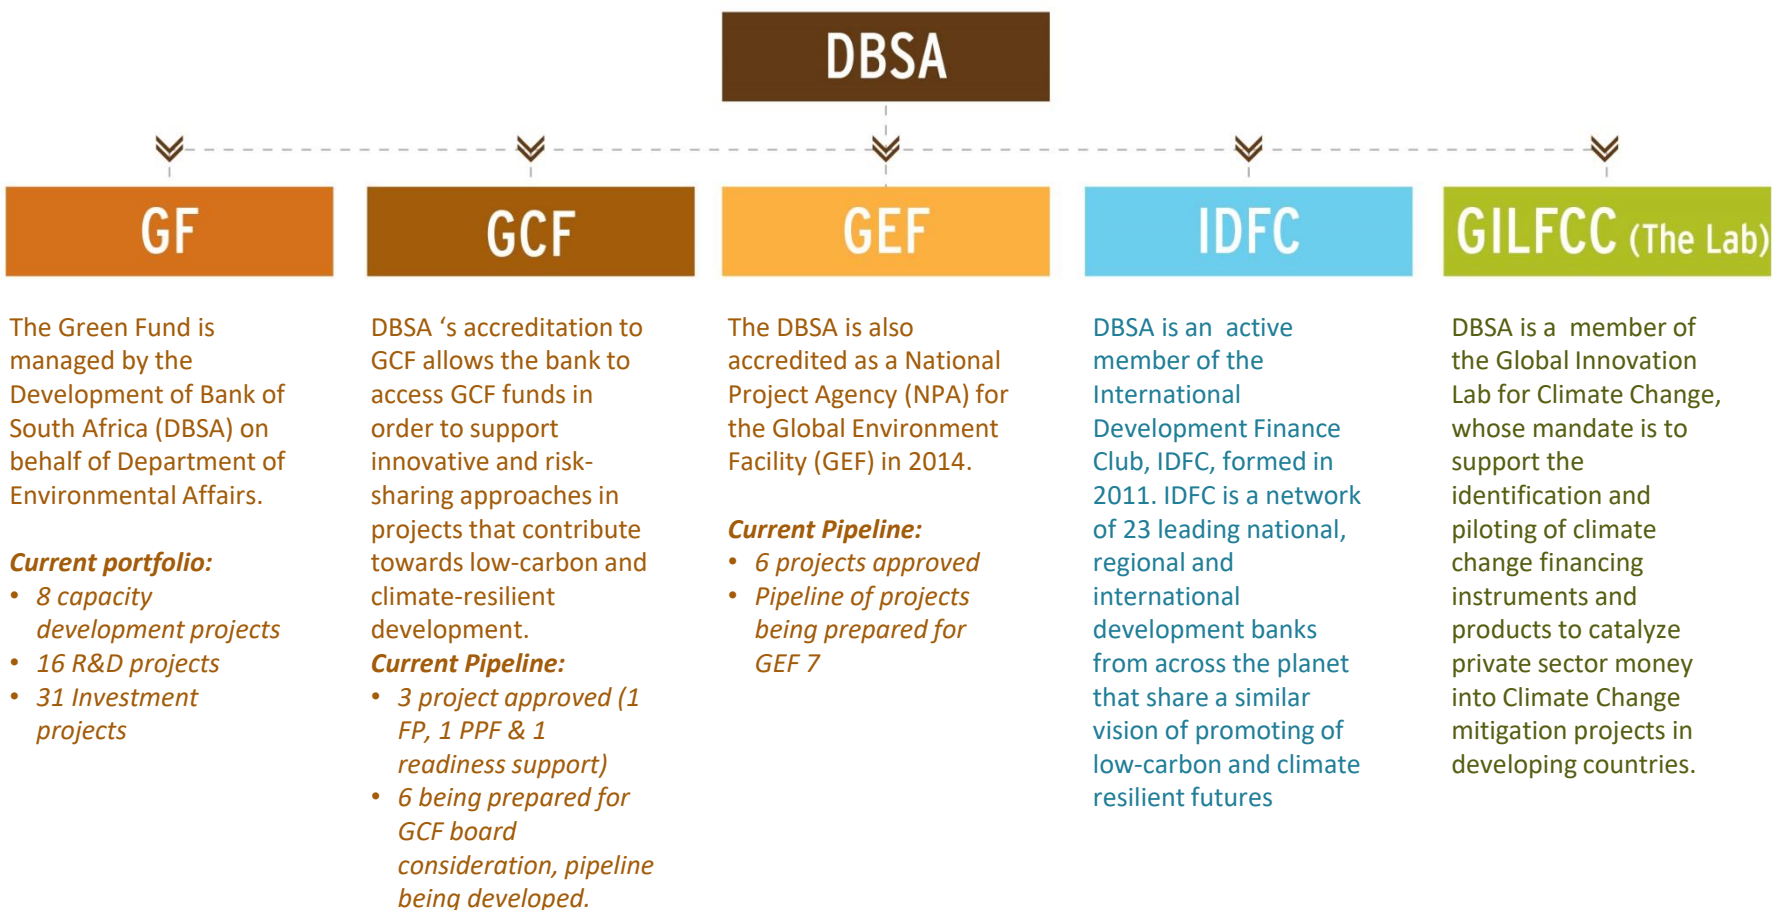 DBSA
GF
GCF
GEF
IDFC
GILFCC (The Lab)
The Green Fund is
managed by the
Development of Bank of
South Africa (DBSA) on
behalf of Department of
Environmental Affairs.
Current portfolio:
• 8 capacity
development projects
• 16 R&D projects
• 31 Investment
projects
DBSA ‘s accreditation to
GCF allows the bank to
access GCF funds in
order to support
innovative and risk-
sharing approaches in
projects that contribute
towards low-carbon and
climate-resilient
development.
Current Pipeline:
• 3 project approved (1
FP, 1 PPF & 1
readiness support)
• 6 being prepared for
GCF board
consideration, pipeline
being developed.
The DBSA is also
accredited as a National
Project Agency (NPA) for
the Global Environment
Facility (GEF) in 2014.
Current Pipeline:
• 6 projects approved
• Pipeline of projects
being prepared for
GEF 7
DBSA is an  active
member of the
International
Development Finance
Club, IDFC, formed in
2011. IDFC is a network
of 23 leading national,
regional and
international
development banks
from across the planet
that share a similar
vision of promoting of
low-carbon and climate
resilient futures
DBSA is a  member of
the Global Innovation
Lab for Climate Change,
whose mandate is to
support the
identification and
piloting of climate
change financing
instruments and
products to catalyze
private sector money
into Climate Change
mitigation projects in
developing countries.